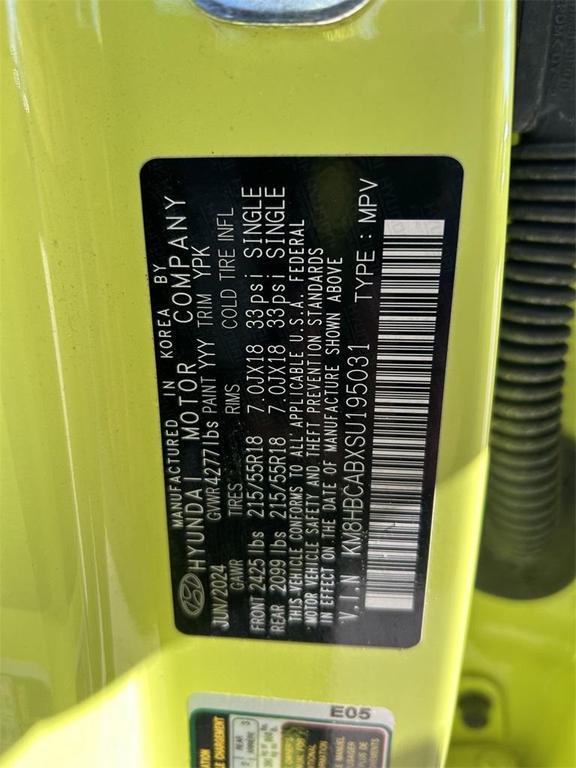 MANUFACTURED IN KOREA BY
HYUNDAI MOTOR COMPANY
JUN/2024 GVWR 4277 lbs PAINT YYY TRIM YPK
GAWR TIRES RIMS COLD TIRE INFL
FRONT 2425 lbs 215/55R18 7.0JX18 33psi SINGLE
REAR 2099 lbs 215/55R18 7.0JX18 33psi SINGLE
THIS VEHICLE CONFORMS TO ALL APPLICABLE U.S.A. FEDERAL
MOTOR VEHICLE SAFETY AND THEFT PREVENTION STANDARDS
IN EFFECT ON THE DATE OF MANUFACTURE SHOWN ABOVE
V.I.N KM8HBCABXSU195031 TYPE : MPV
E05
REAR